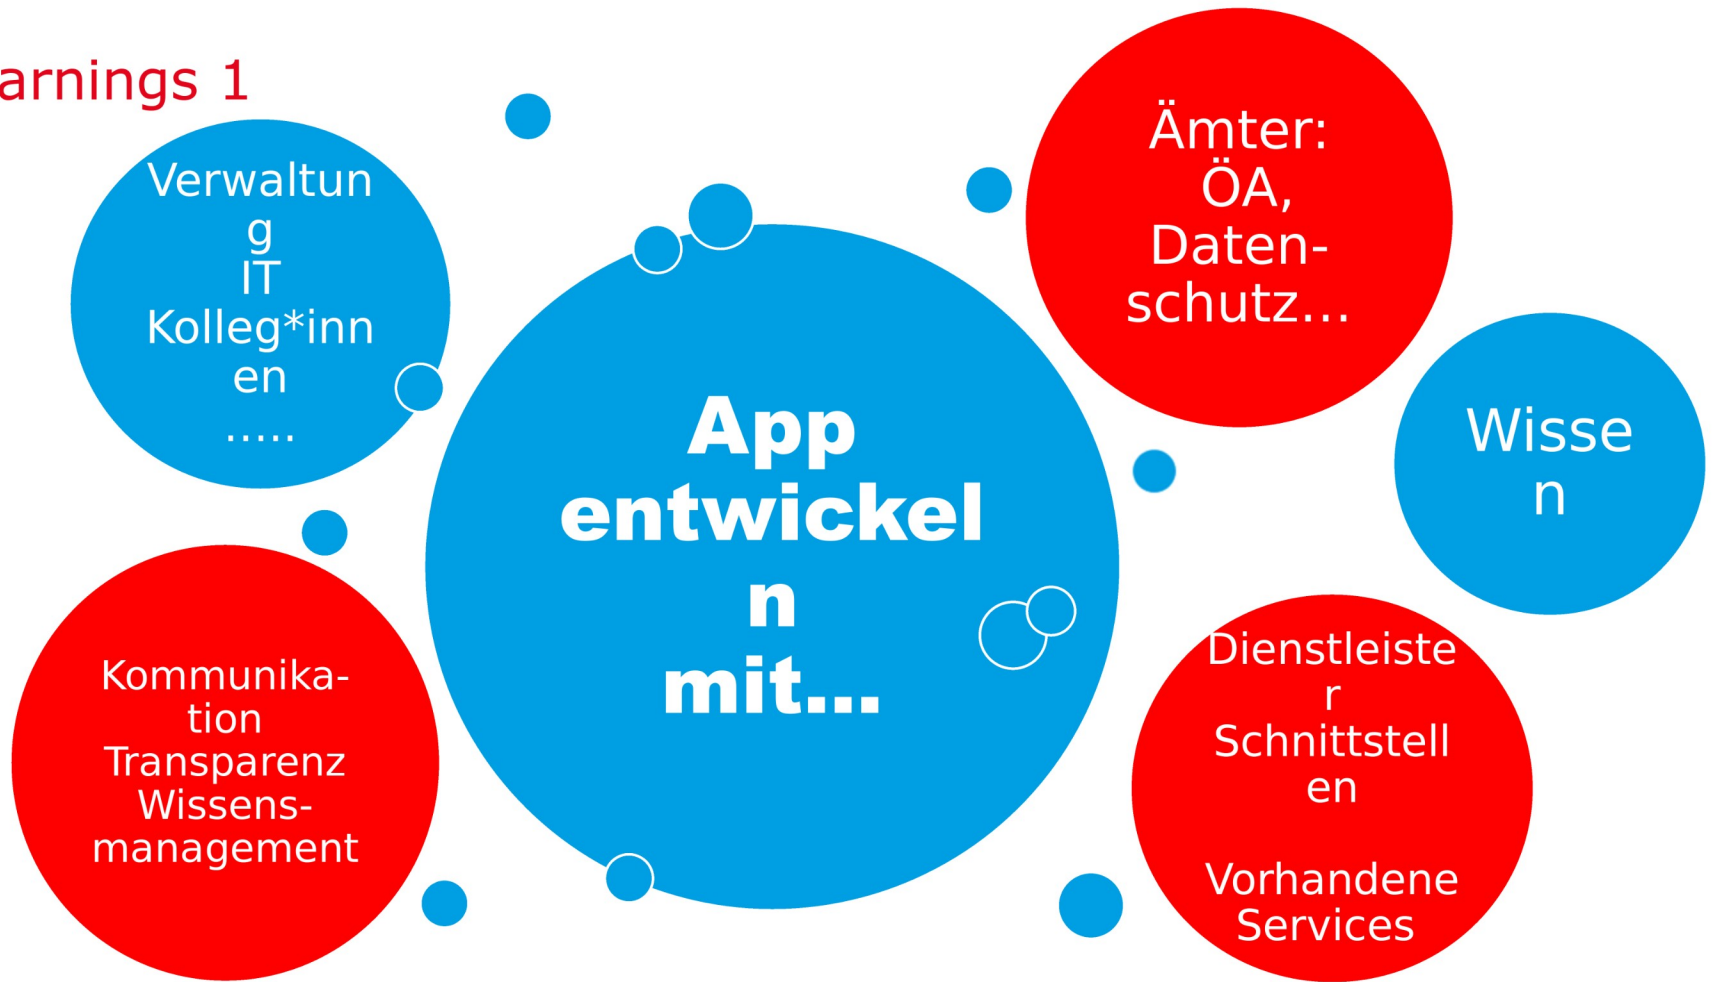 arnings 1
Verwaltun
g
IT
Kolleg*inn
en
.....
Ämter:
ÖA,
Daten-
schutz...
App
entwickel
n
mit...
Wisse
n
Kommunika-
tion
Transparenz
Wissens-
management
Dienstleiste
r
Schnittstell
en
Vorhandene
Services